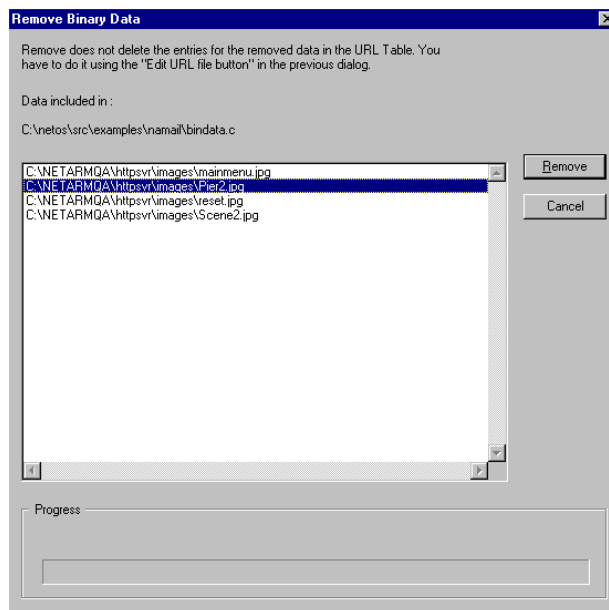 Remove Binary Data
Remove does not delete the entries for the removed data in the URL Table. You
have to do it using the "Edit URL file button" in the previous dialog.
Data included in :
C:\netos\src\examples\namail\bindata.c
C:\NETARMQA\httpsvr\images\mainmenu.jpg
C:\NETARMQA\httpsvr\images\Pier2.jpg
C:\NETARMQA\httpsvr\images\reset.jpg
C:\NETARMQA\httpsvr\images\Scene2.jpg
Remove
Cancel
Progress